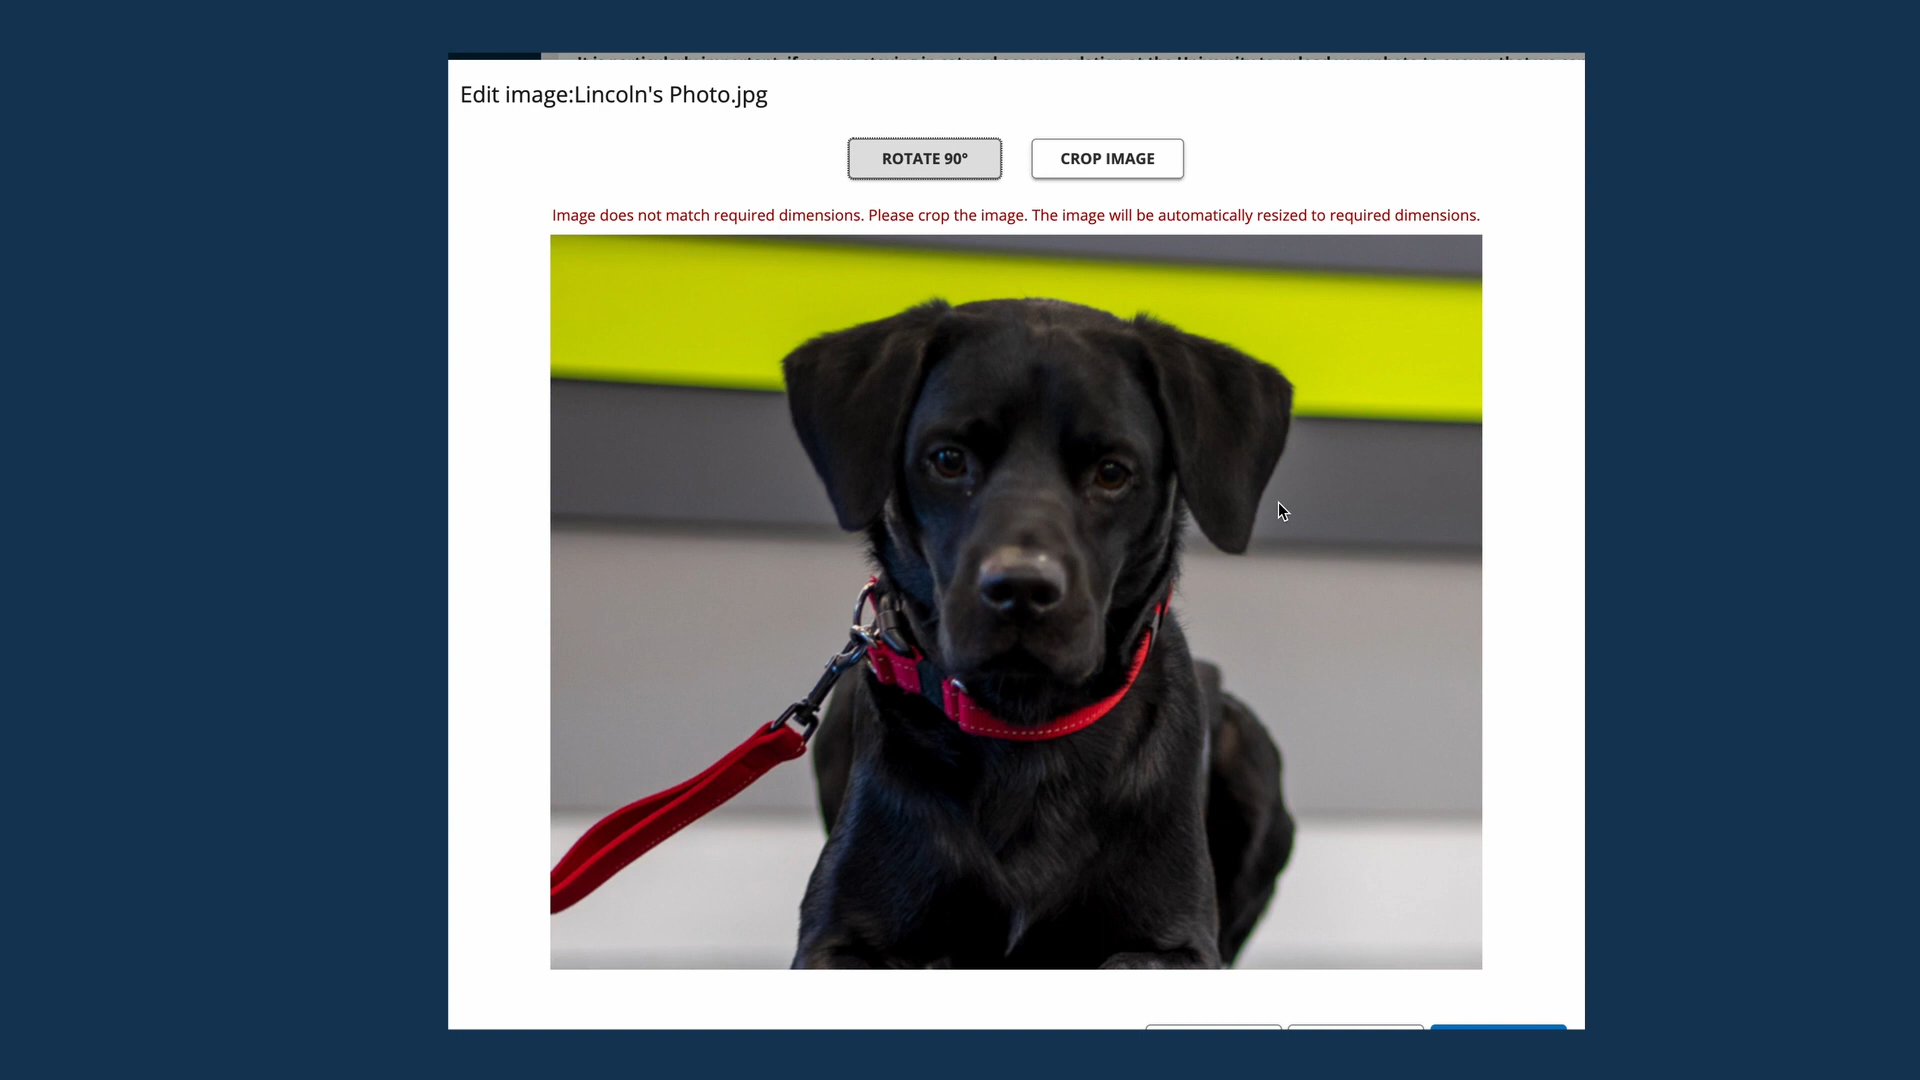 Edit image:Lincoln's Photo.jpg
ROTATE 90°
CROP IMAGE
Image does not match required dimensions. Please crop the image. The image will be automatically resized to required dimensions.